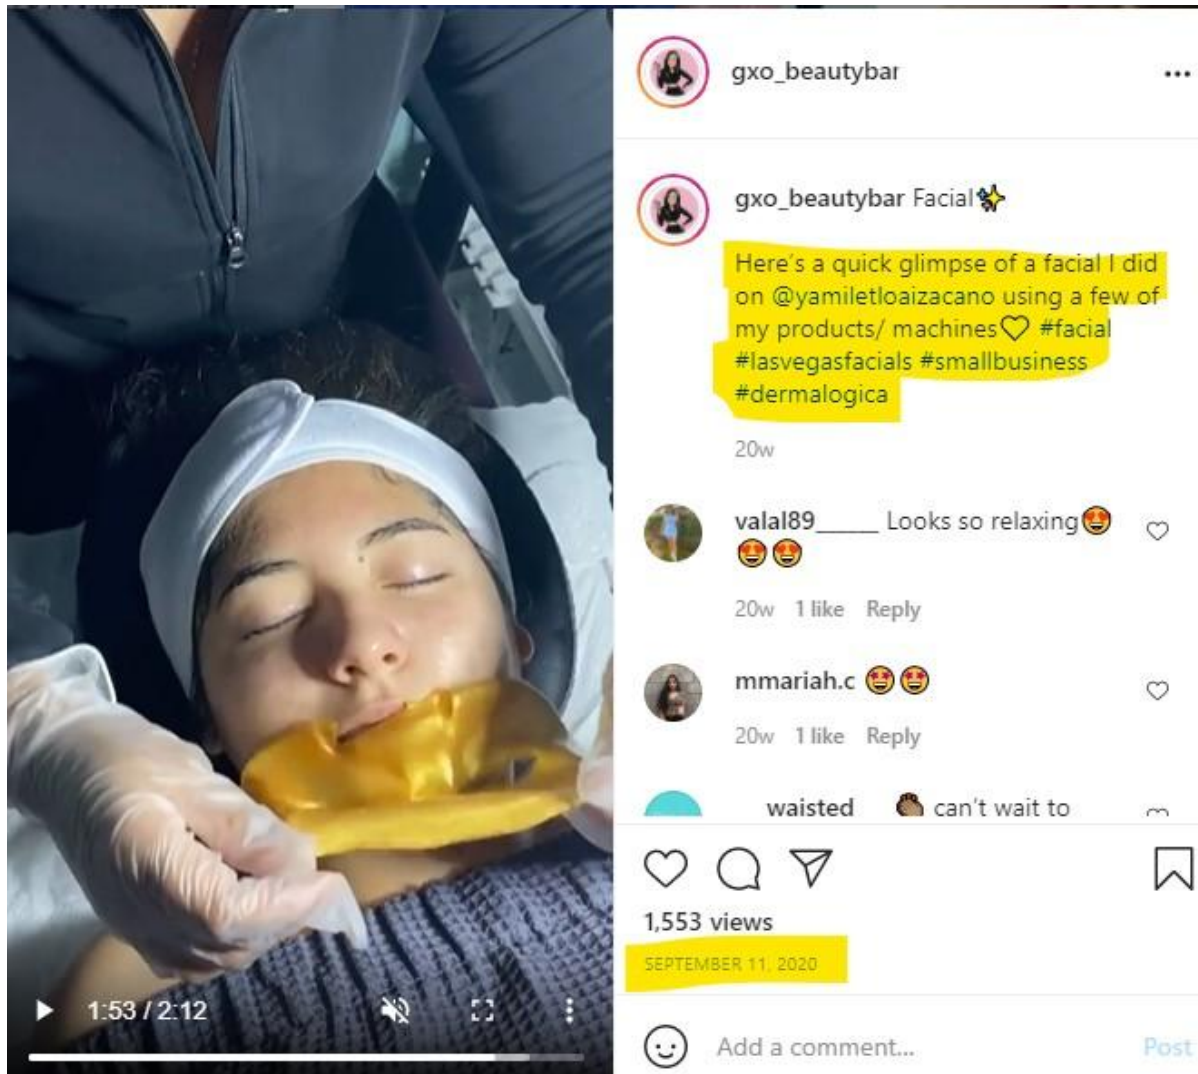 gxo_beautybar
gxo_beautybar Facial✨
Here's a quick glimpse of a facial I did
on @yamiletloaizacano using a few of
my products/ machines♡ #facial
#lasvegasfacials #smallbusiness
#dermalogica
20w
valal89_____ Looks so relaxing😍
😍😍
20w 1 like Reply
mmariah.c 🤩🤩
20w 1 like Reply
waisted can't wait to
1,553 views
SEPTEMBER 11, 2020
1:53 / 2:12
Add a comment...
Post